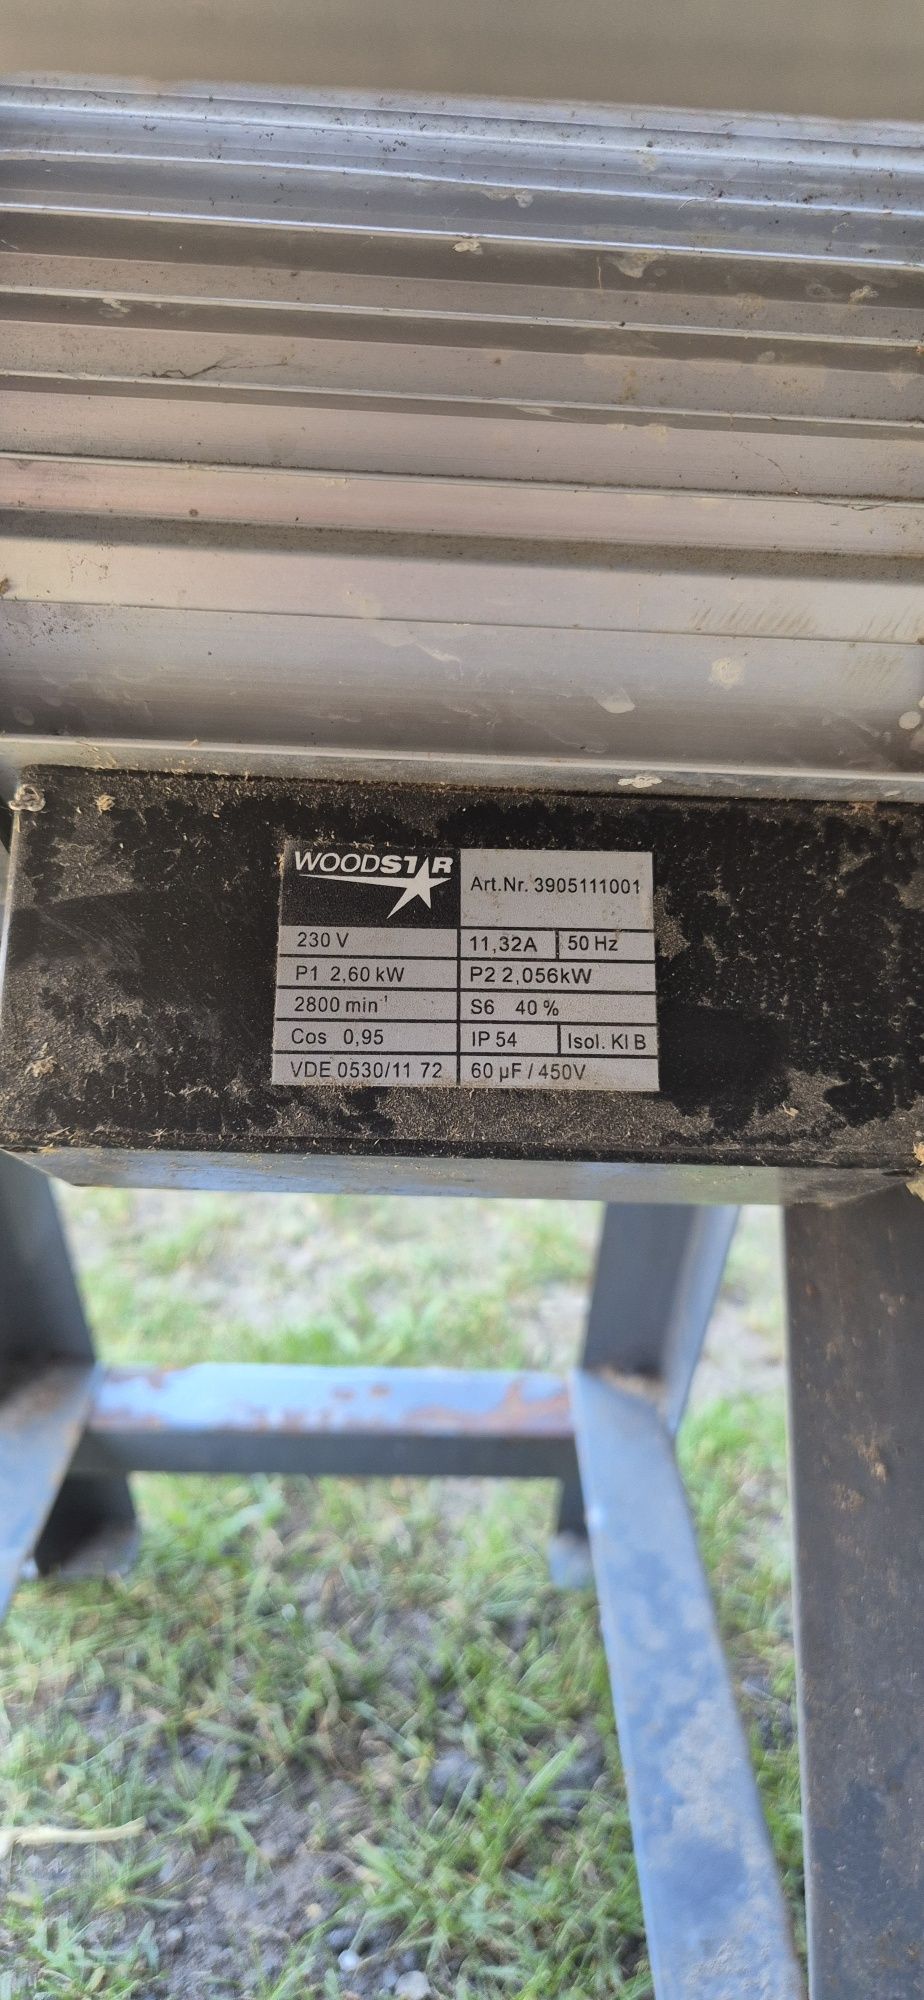 WOODSTAR
Art.Nr. 3905111001
230 V
11,32A
50 Hz
P1 2,60 kW
P2 2,056kW
2800 min⁻¹
S6 40 %
Cos 0,95
IP 54
Isol. Kl B
VDE 0530/11 72
60 µF / 450V